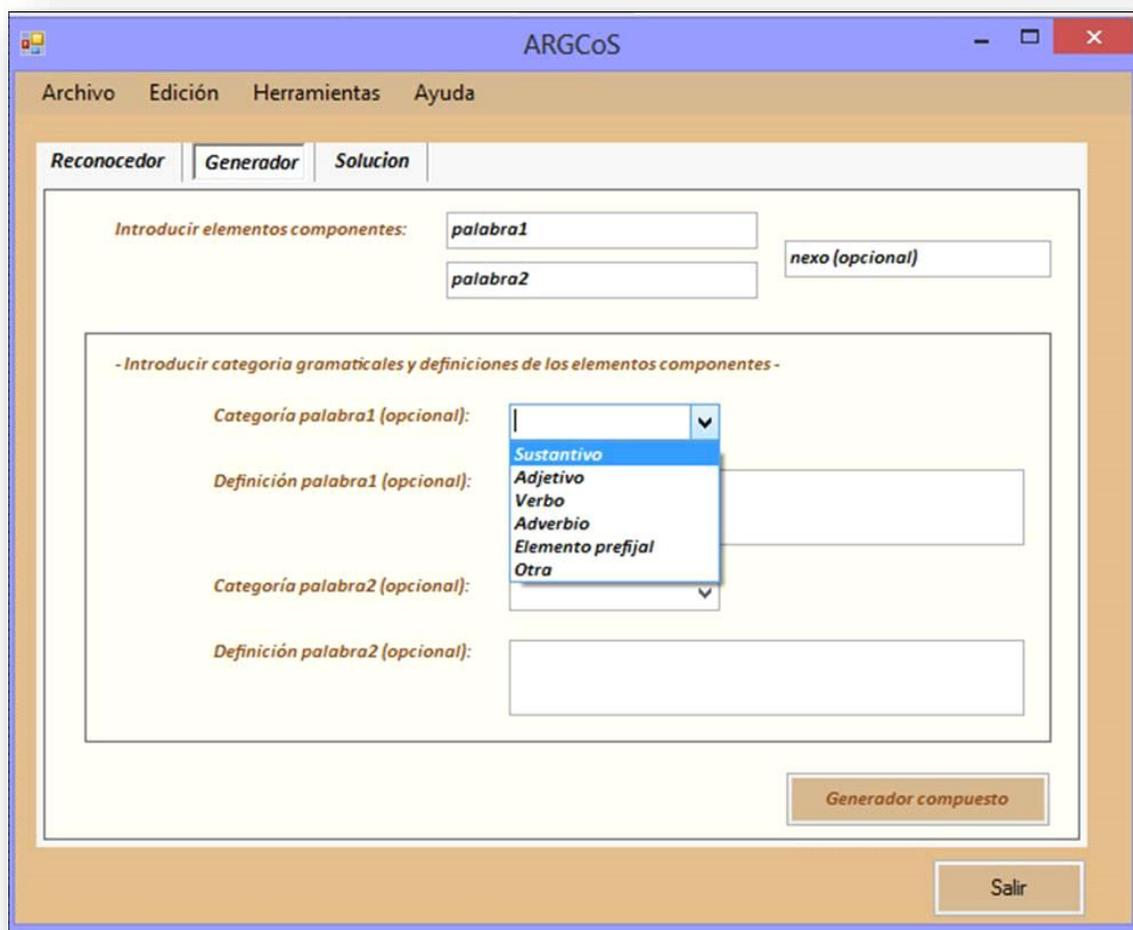 ARGCoS
Archivo Edición Herramientas Ayuda
Reconocedor Generador Solucion
Introducir elementos componentes: palabra1
nexo (opcional)
palabra2
- Introducir categoria gramaticales y definiciones de los elementos componentes -
Categoría palabra1 (opcional):
Sustantivo
Definición palabra1 (opcional): Adjetivo
Verbo
Adverbio
Elemento prefijal
Otra
Categoría palabra2 (opcional):
Definición palabra2 (opcional):
Generador compuesto
Salir